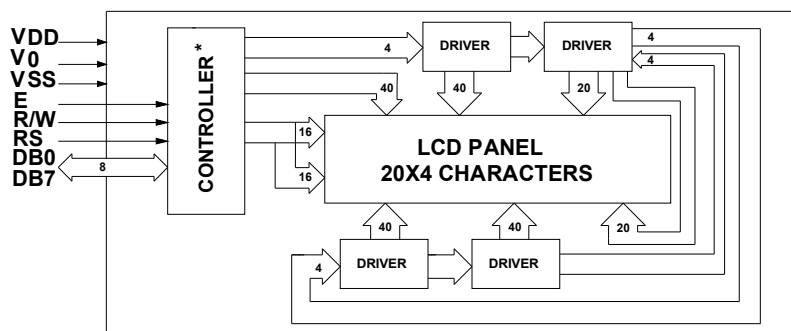 VDD
V0
VSS
E
R/W
RS
DB0
DB7
8
CONTROLLER*
4
DRIVER
DRIVER
4
4
40
40
20
16
16
LCD PANEL
20X4 CHARACTERS
40
40
20
4
DRIVER
DRIVER